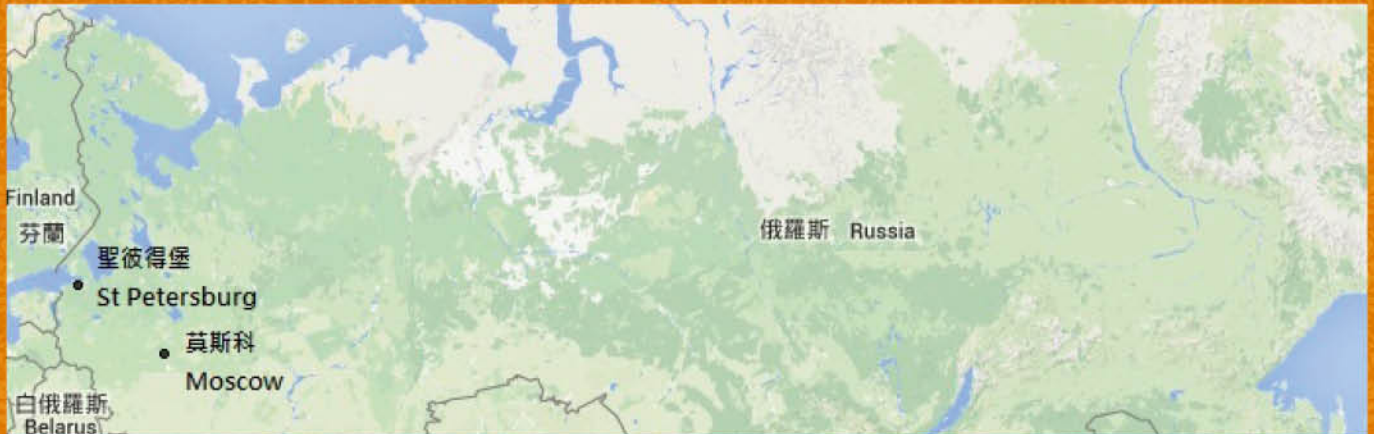 Finland
芬蘭
聖彼得堡
St Petersburg
莫斯科
Moscow
白俄羅斯
Belarus
俄羅斯 Russia